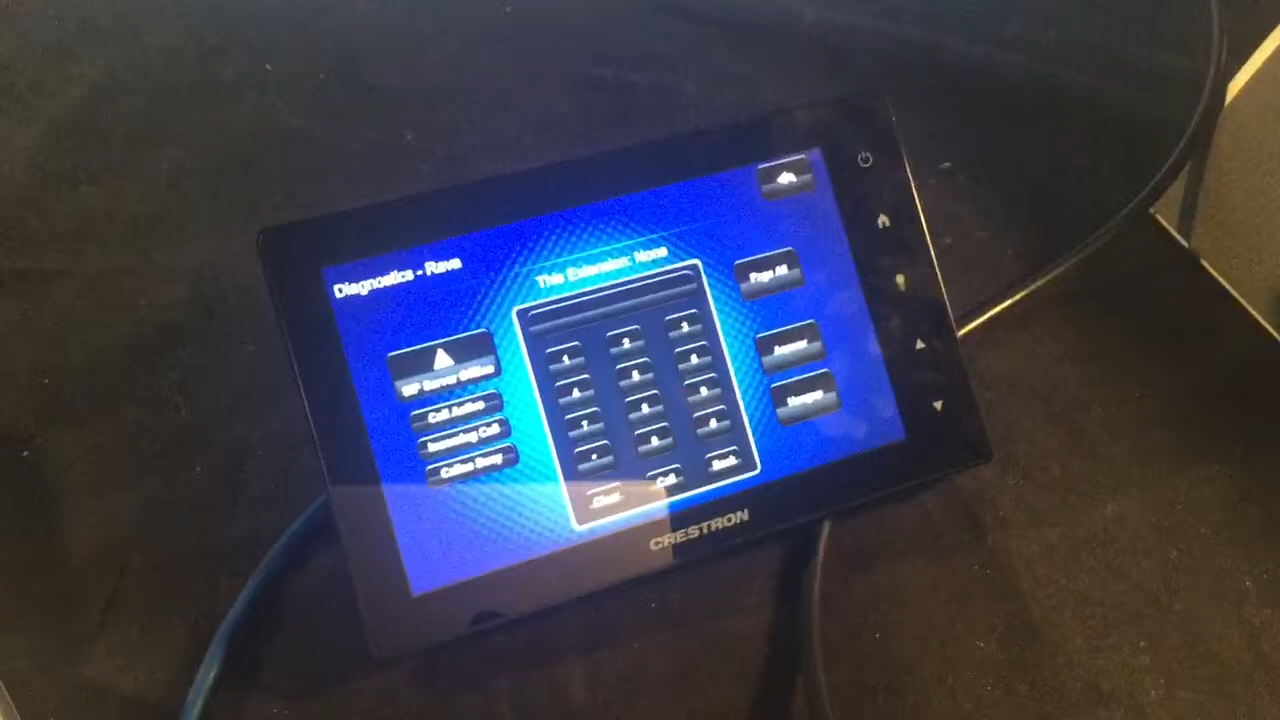 Diagnostics - Rava
This Extension: None
Page All
SIP Server Offline
Call Active
Incoming Call
Callee Busy
1 2 3
4 5 6
7 8 9
* 0 #
Clear Call Back
Answer
Hangup
CRESTRON